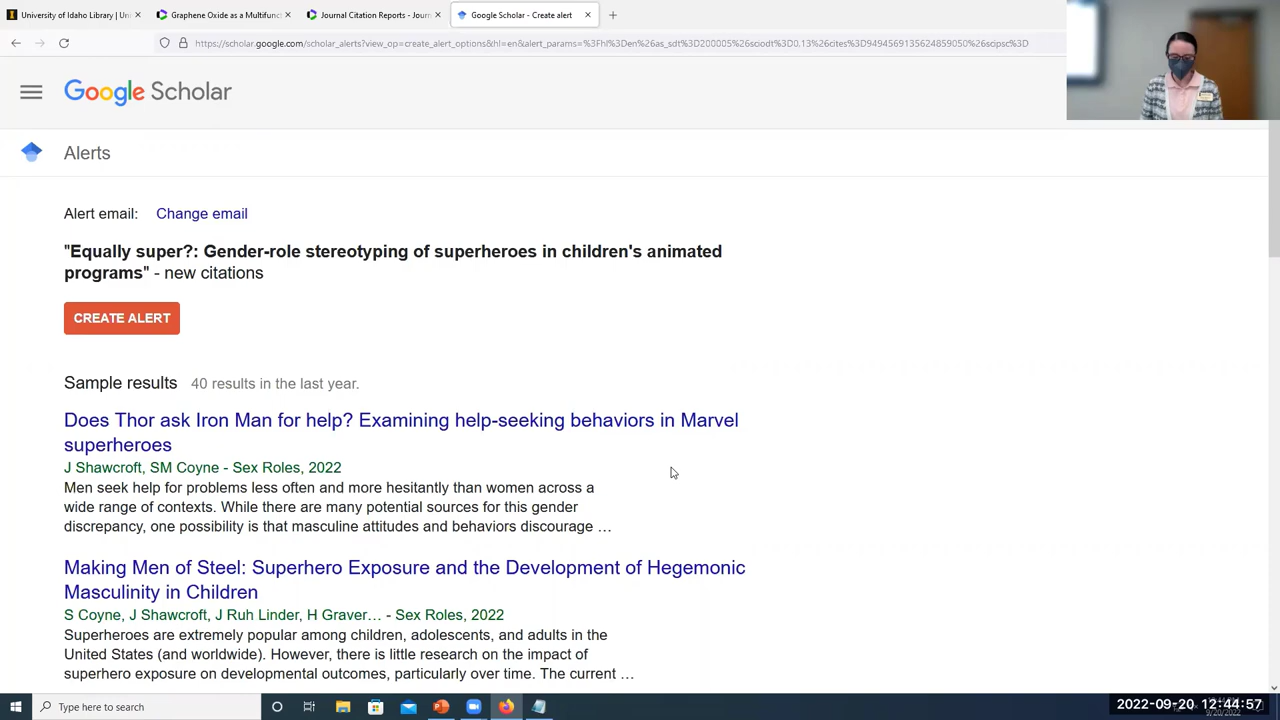 University of Idaho Library | Uni
Graphene Oxide as a Multifunct
Journal Citation Reports - Journ
Google Scholar - Create alert
https://scholar.google.com/scholar_alerts?view_op=create_alert_options&hl=en&alert_params=%3Fhl%3Den%26as_sdt%3D200005%26sciodt%3D0,13%26cites%3D9494569135624859050%26scipsc%3D
Google Scholar
Alerts
Alert email: Change email
"Equally super?: Gender-role stereotyping of superheroes in children's animated
programs" - new citations
CREATE ALERT
Sample results 40 results in the last year.
Does Thor ask Iron Man for help? Examining help-seeking behaviors in Marvel
superheroes
J Shawcroft, SM Coyne - Sex Roles, 2022
Men seek help for problems less often and more hesitantly than women across a
wide range of contexts. While there are many potential sources for this gender
discrepancy, one possibility is that masculine attitudes and behaviors discourage …
Making Men of Steel: Superhero Exposure and the Development of Hegemonic
Masculinity in Children
S Coyne, J Shawcroft, J Ruh Linder, H Graver… - Sex Roles, 2022
Superheroes are extremely popular among children, adolescents, and adults in the
United States (and worldwide). However, there is little research on the impact of
superhero exposure on developmental outcomes, particularly over time. The current …
Type here to search
2022-09-20 12:44:57